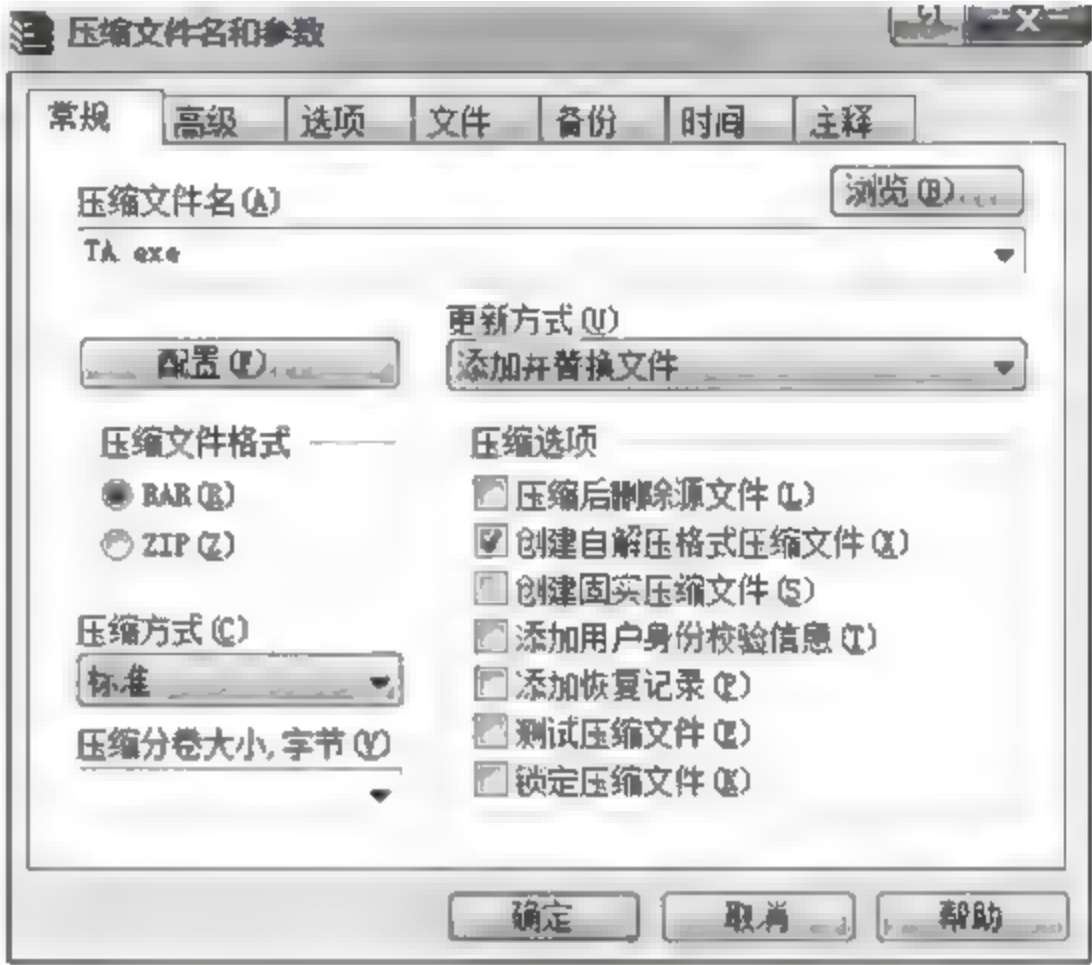 压缩文件名和参数
常规 高级 选项 文件 备份 时间 主释
压缩文件名(A)
浏览(B)...
TA exe
更新方式(U)
配置(F)...
添加并替换文件
压缩文件格式
压缩选项
RAR(R)
ZIP(Z)
压缩后删除源文件(L)
创建自解压格式压缩文件(X)
创建固实压缩文件(S)
添加用户身份校验信息(I)
添加恢复记录(P)
测试压缩文件(E)
锁定压缩文件(K)
压缩方式(C)
标准
压缩分卷大小,字节(V)
确定 取消 帮助